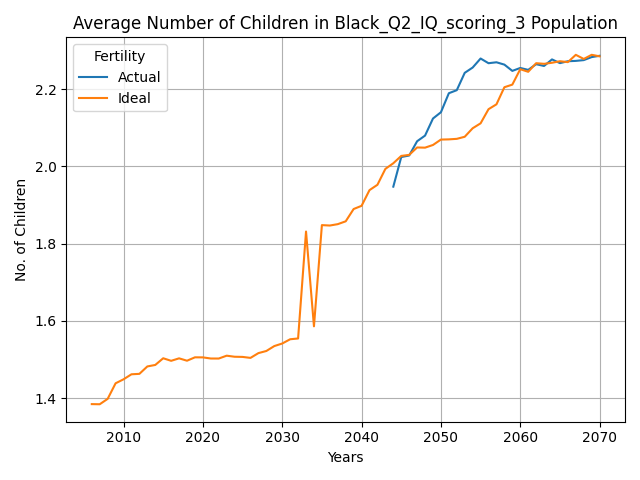 Average Number of Children in Black_Q2_IQ_scoring_3 Population
Fertility
Actual
Ideal
No. of Children
2.2
2.0
1.8
1.6
1.4
2010 2020 2030 2040 2050 2060 2070
Years